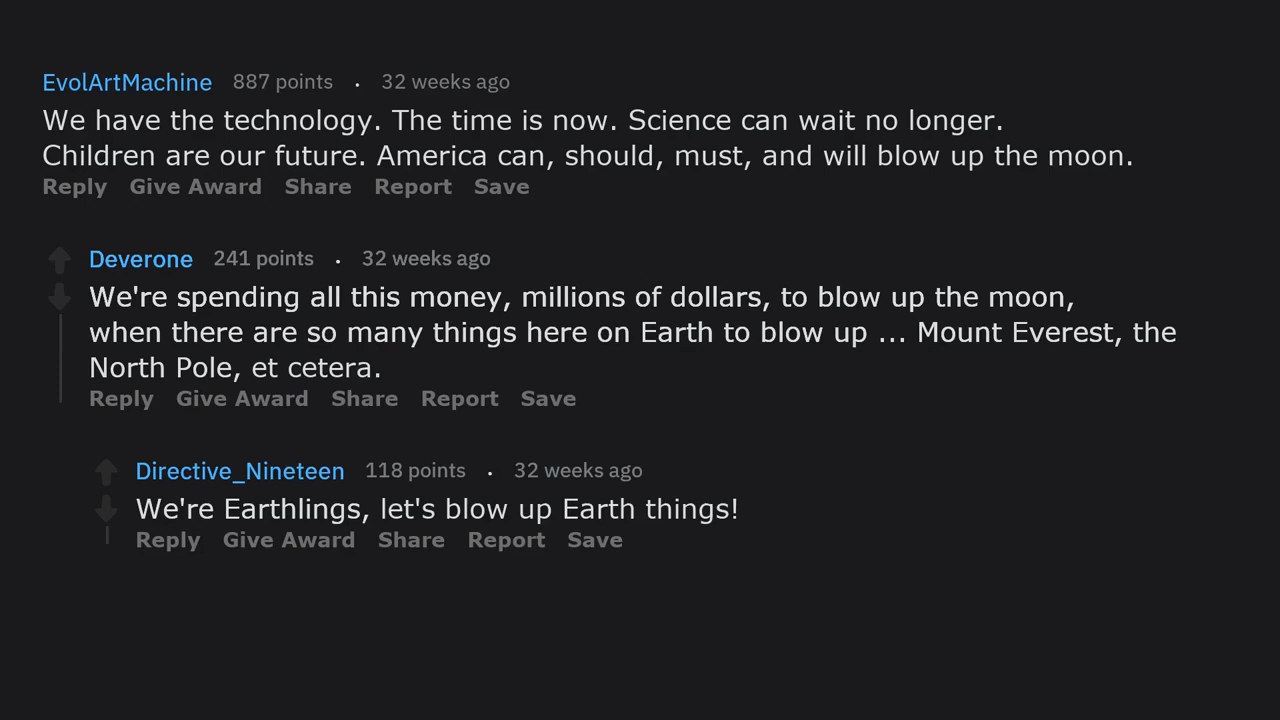 EvolArtMachine 887 points . 32 weeks ago
We have the technology. The time is now. Science can wait no longer.
Children are our future. America can, should, must, and will blow up the moon.
Reply Give Award Share Report Save
Deverone 241 points . 32 weeks ago
We're spending all this money, millions of dollars, to blow up the moon,
when there are so many things here on Earth to blow up ... Mount Everest, the
North Pole, et cetera.
Reply Give Award Share Report Save
Directive_Nineteen 118 points . 32 weeks ago
We're Earthlings, let's blow up Earth things!
Reply Give Award Share Report Save